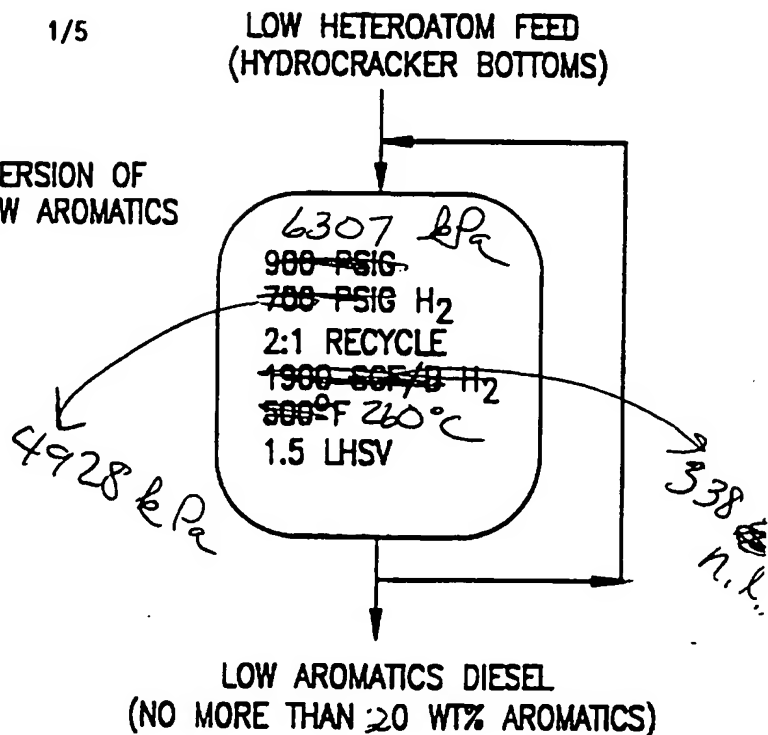 1/5
LOW HETEROATOM FEED
(HYDROCRACKER BOTTOMS)
ERSION OF
W AROMATICS
6307 kPa
900 PSIG
700 PSIG H2
2:1 RECYCLE
1900 SCF/B H2
500°F 260°C
1.5 LHSV
4928 kPa
338
n.l.
LOW AROMATICS DIESEL
(NO MORE THAN 20 WT% AROMATICS)